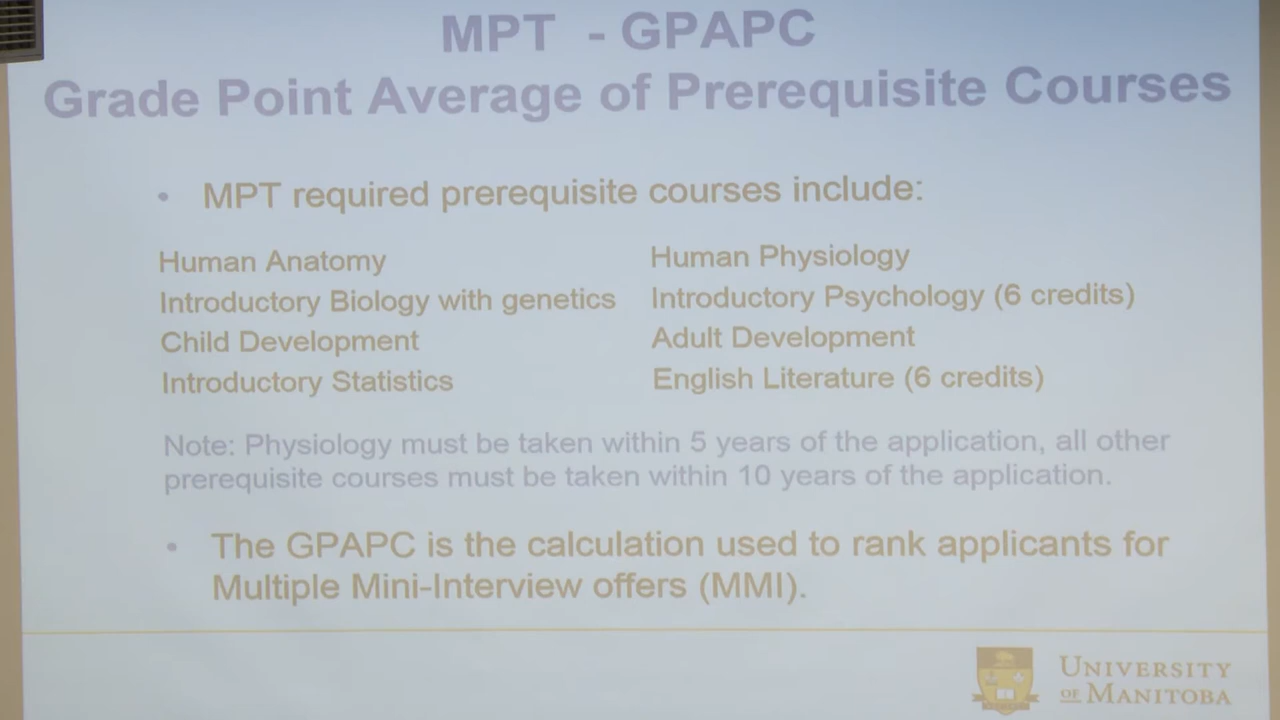 MPT - GPAPC
Grade Point Average of Prerequisite Courses
• MPT required prerequisite courses include:
Human Anatomy
Introductory Biology with genetics
Child Development
Introductory Statistics
Human Physiology
Introductory Psychology (6 credits)
Adult Development
English Literature (6 credits)
Note: Physiology must be taken within 5 years of the application, all other
prerequisite courses must be taken within 10 years of the application.
• The GPAPC is the calculation used to rank applicants for
Multiple Mini-Interview offers (MMI).
UNIVERSITY
OF MANITOBA